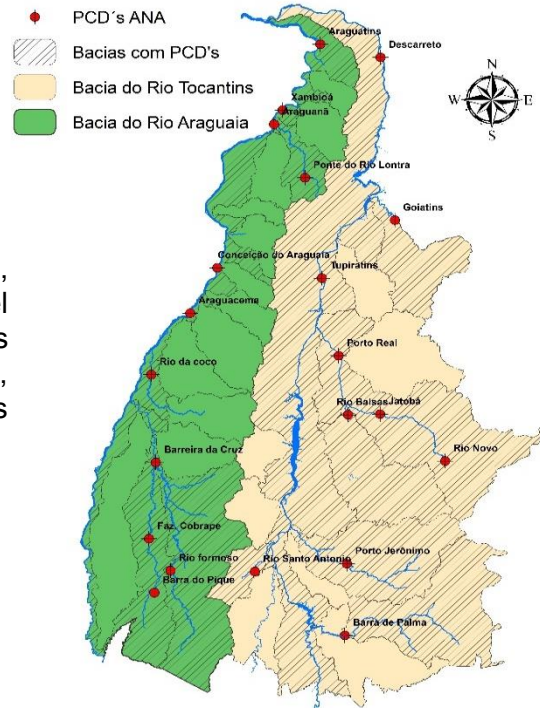 PCD´s ANA
Bacias com PCD's
Bacia do Rio Tocantins
Bacia do Rio Araguaia
N
W
E
S
Araguatins
Descarreto
Xambioá
Araguanã
Ponte do Rio Lontra
Goiatins
Conceição do Araguaia
Tupiratins
Araguacema
Porto Real
Rio da coco
Rio Balsas
Jatobá
Barreira da Cruz
Rio Novo
Faz. Cobrape
Rio formoso
Rio Santo Antonio
Porto Jerônimo
Barra do Pique
Barra de Palma
,
ol
s
,
s